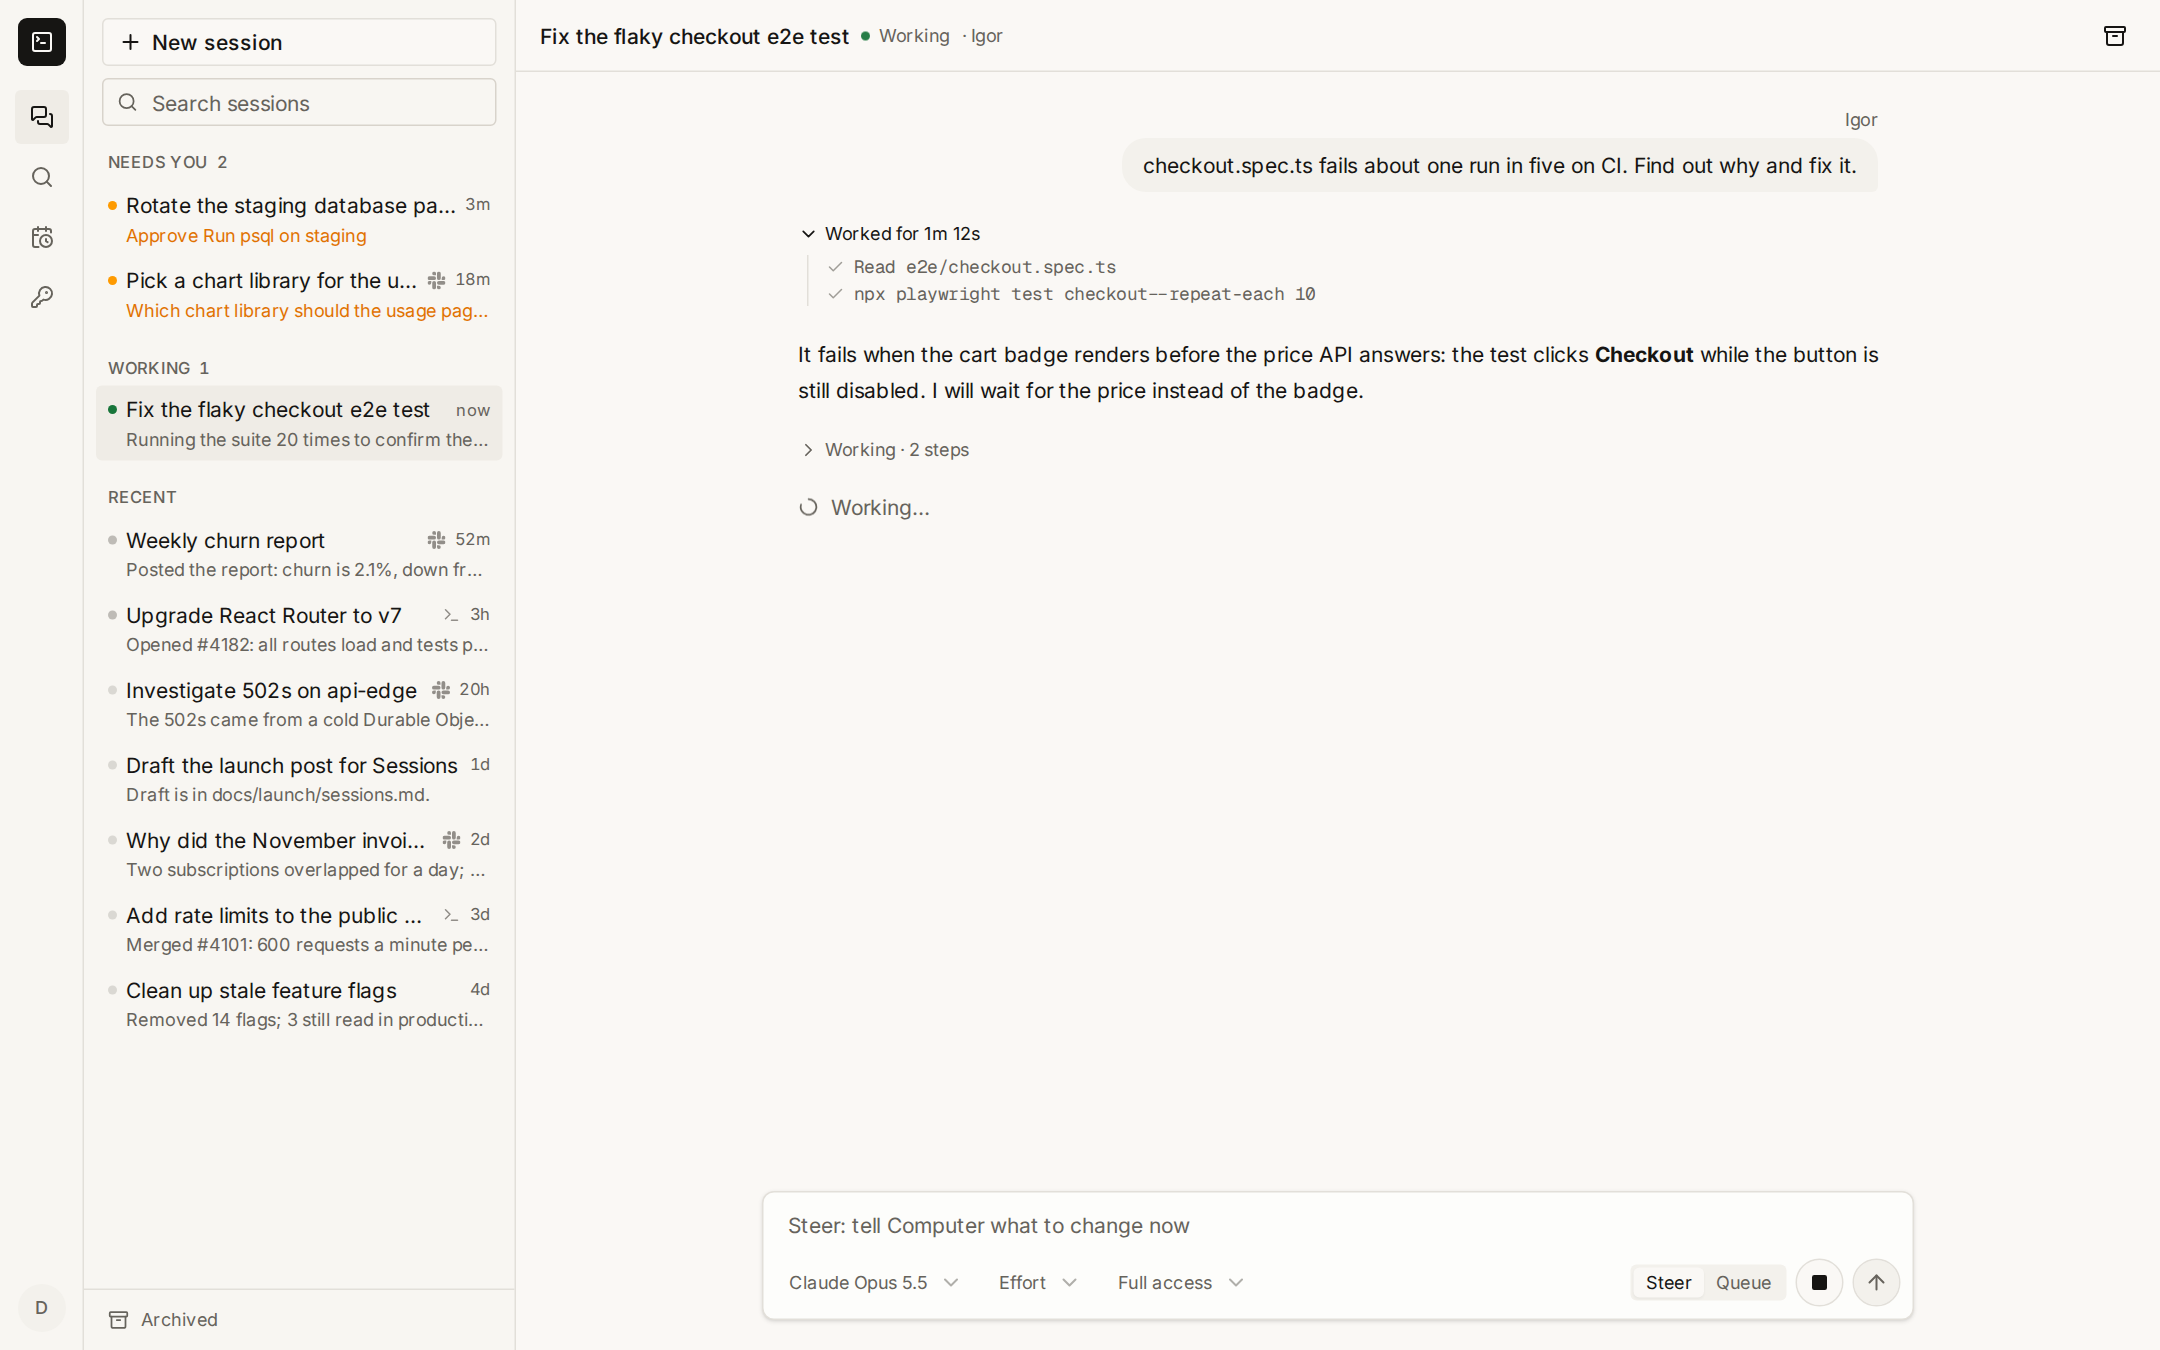 New session
Search sessions
NEEDS YOU 2
Rotate the staging database pa... 3m
Approve Run psql on staging
Pick a chart library for the u... 18m
Which chart library should the usage pag...
WORKING 1
Fix the flaky checkout e2e test now
Running the suite 20 times to confirm the...
RECENT
Weekly churn report 52m
Posted the report: churn is 2.1%, down fr...
Upgrade React Router to v7 3h
Opened #4182: all routes load and tests p...
Investigate 502s on api-edge 20h
The 502s came from a cold Durable Obje...
Draft the launch post for Sessions 1d
Draft is in docs/launch/sessions.md.
Why did the November invoi... 2d
Two subscriptions overlapped for a day; ...
Add rate limits to the public ... 3d
Merged #4101: 600 requests a minute pe...
Clean up stale feature flags 4d
Removed 14 flags; 3 still read in producti...
D
Archived
Fix the flaky checkout e2e test Working · Igor
Igor
checkout.spec.ts fails about one run in five on CI. Find out why and fix it.
Worked for 1m 12s
Read e2e/checkout.spec.ts
npx playwright test checkout--repeat-each 10
It fails when the cart badge renders before the price API answers: the test clicks Checkout while the button is
still disabled. I will wait for the price instead of the badge.
Working · 2 steps
Working...
Steer: tell Computer what to change now
Claude Opus 5.5 Effort Full access Steer Queue